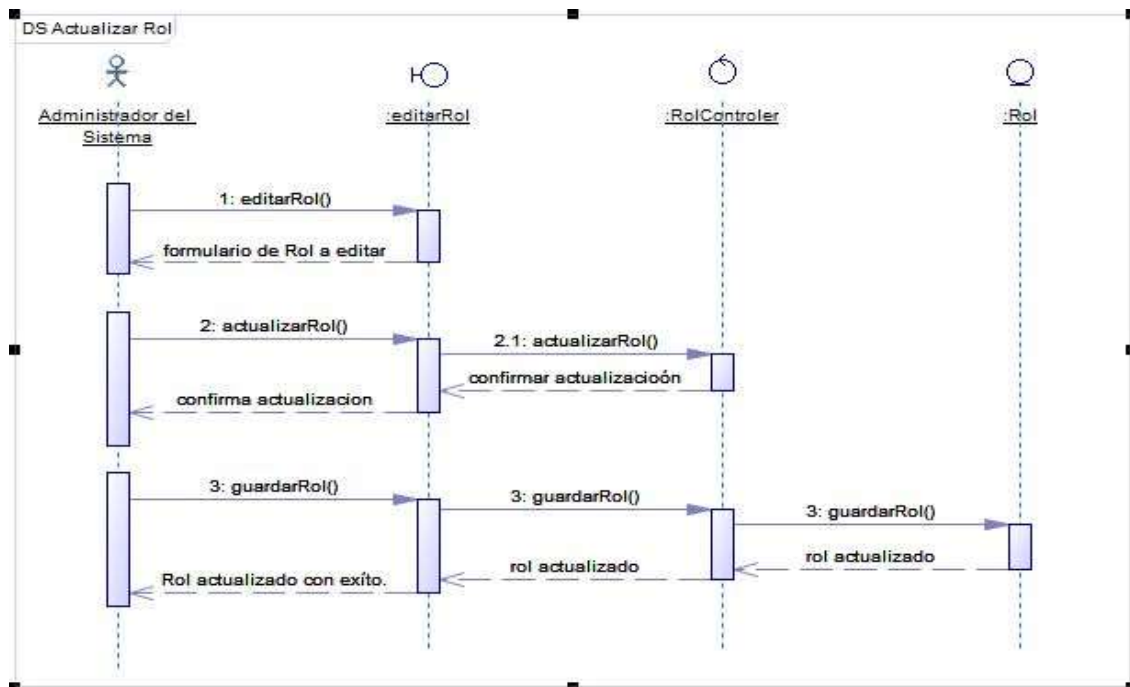 DS Actualizar Rol
Administrador del
Sistema
:editarRol
:RolControler
:Rol
1: editarRol()
formulario de Rol a editar
2: actualizarRol()
2.1: actualizarRol()
confirmar actualizacioón
confirma actualizacion
3: guardarRol()
3: guardarRol()
3: guardarRol()
rol actualizado
rol actualizado
Rol actualizado con exíto.